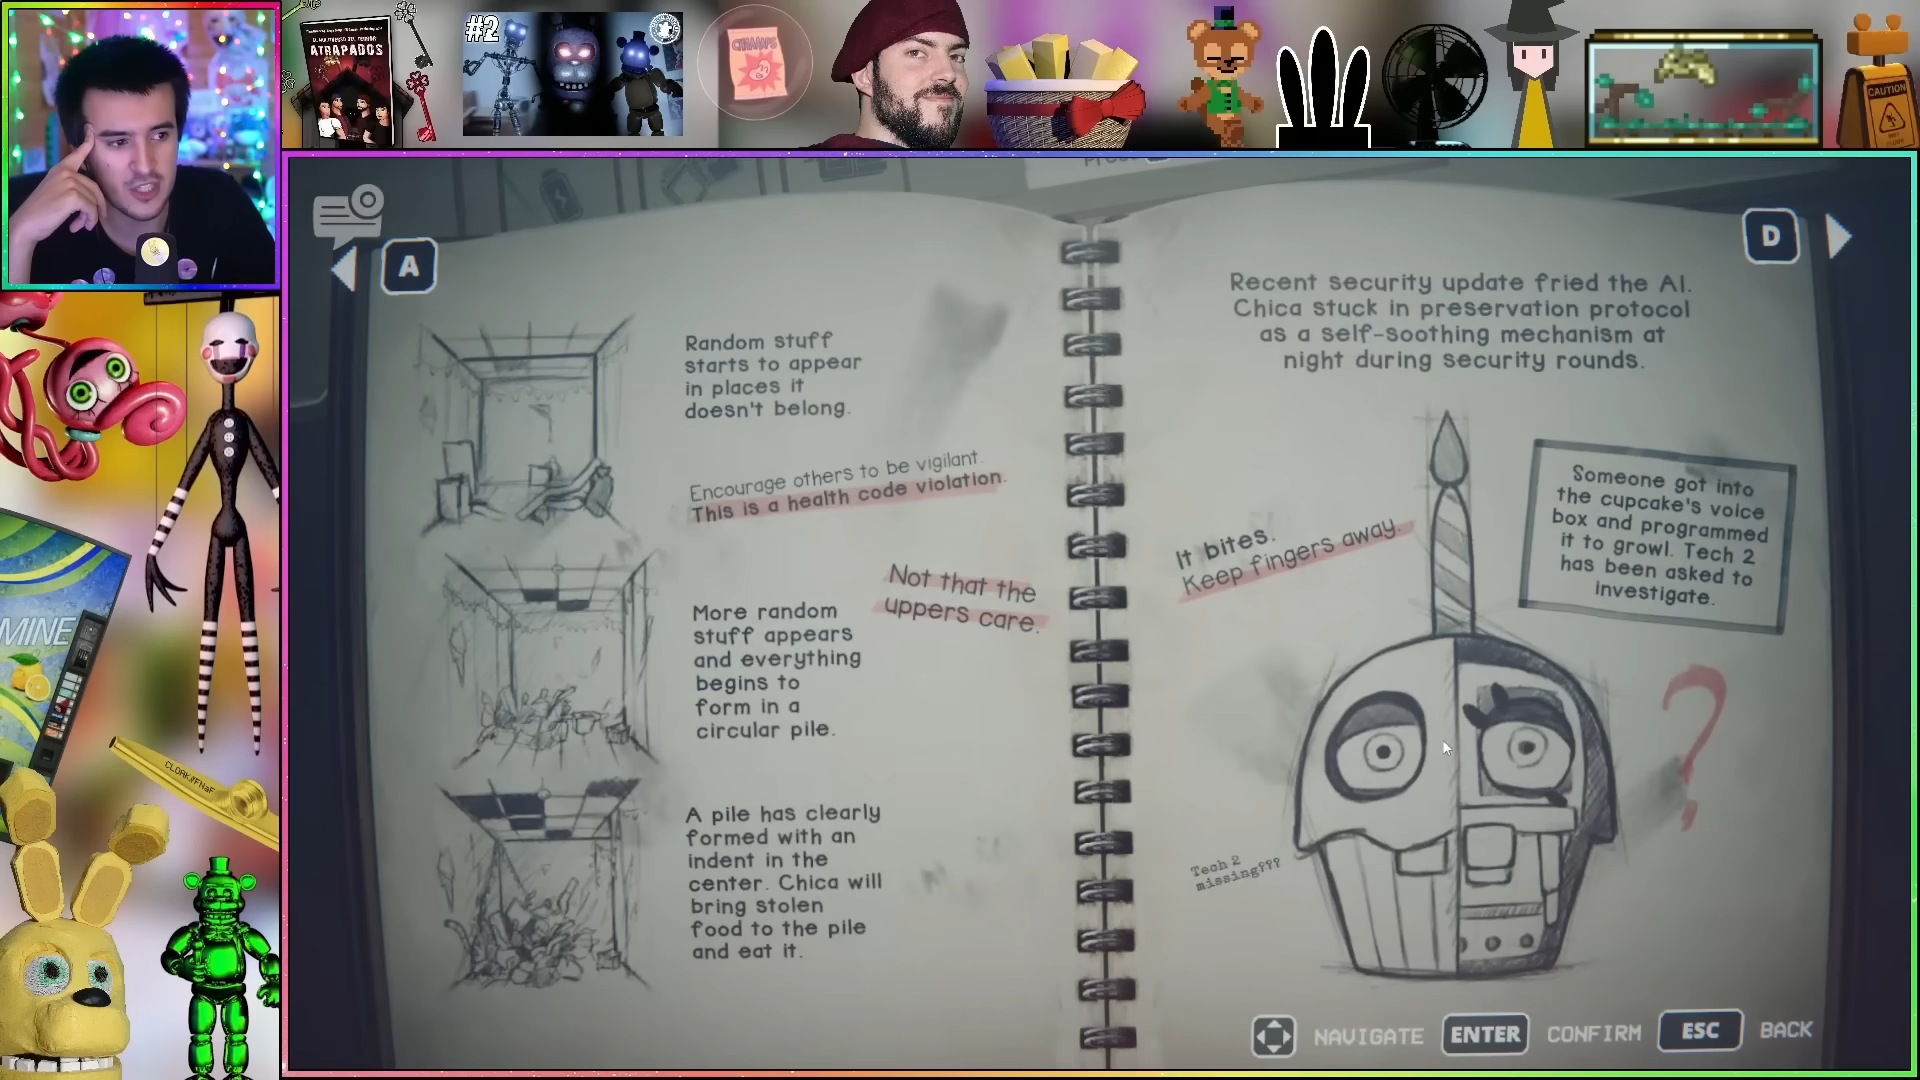 ATRAPADOS
#2
CHAMPS
CAUTION
MINE
CLOAK//FNAF
A
D
Random stuff
starts to appear
in places it
doesn't belong.
Encourage others to be vigilant.
This is a health code violation.
Not that the
uppers care.
More random
stuff appears
and everything
begins to
form in a
circular pile.
A pile has clearly
formed with an
indent in the
center. Chica will
bring stolen
food to the pile
and eat it.
Recent security update fried the AI.
Chica stuck in preservation protocol
as a self-soothing mechanism at
night during security rounds.
It bites.
Keep fingers away.
Someone got into
the cupcake's voice
box and programmed
it to growl. Tech 2
has been asked to
investigate.
?
Tech 2
missing???
NAVIGATE ENTER CONFIRM ESC BACK